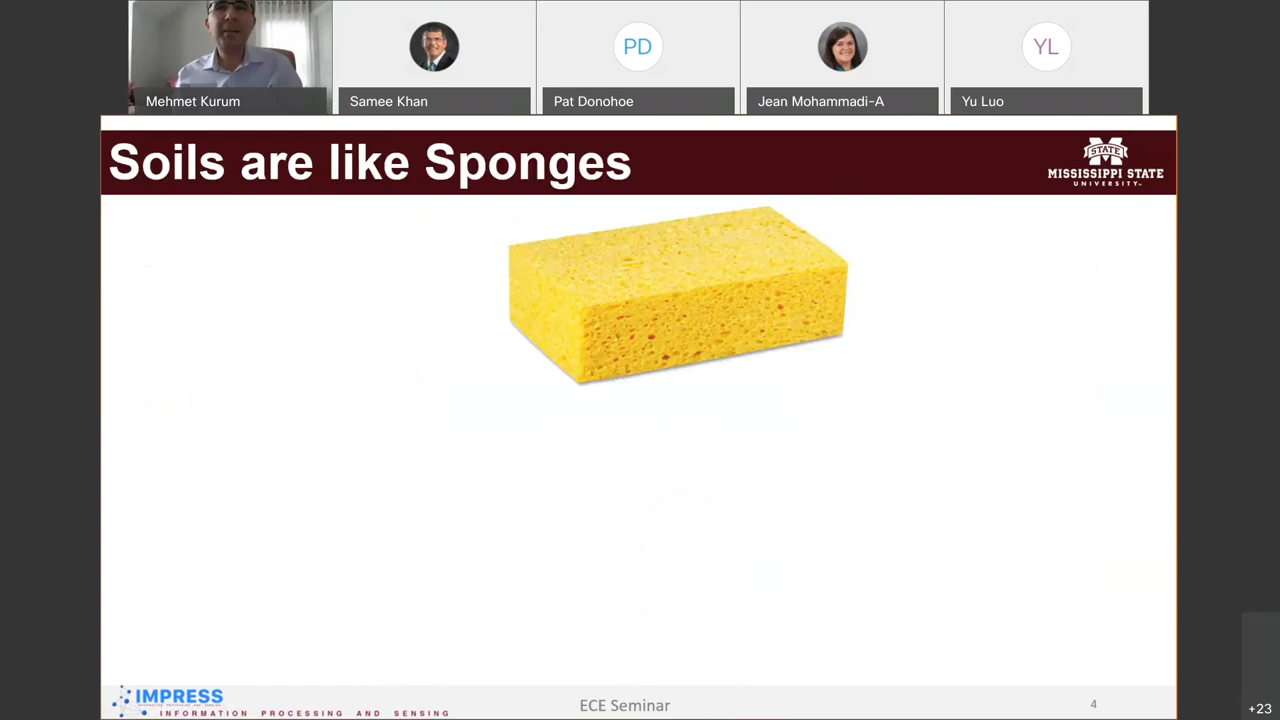 PD
YL
Mehmet Kurum
Samee Khan
Pat Donohoe
Jean Mohammadi-A
Yu Luo
Soils are like Sponges
STATE
MISSISSIPPI STATE
UNIVERSITY™
IMPRESS
INFORMATION PROCESSING AND SENSING
ECE Seminar
4
+23